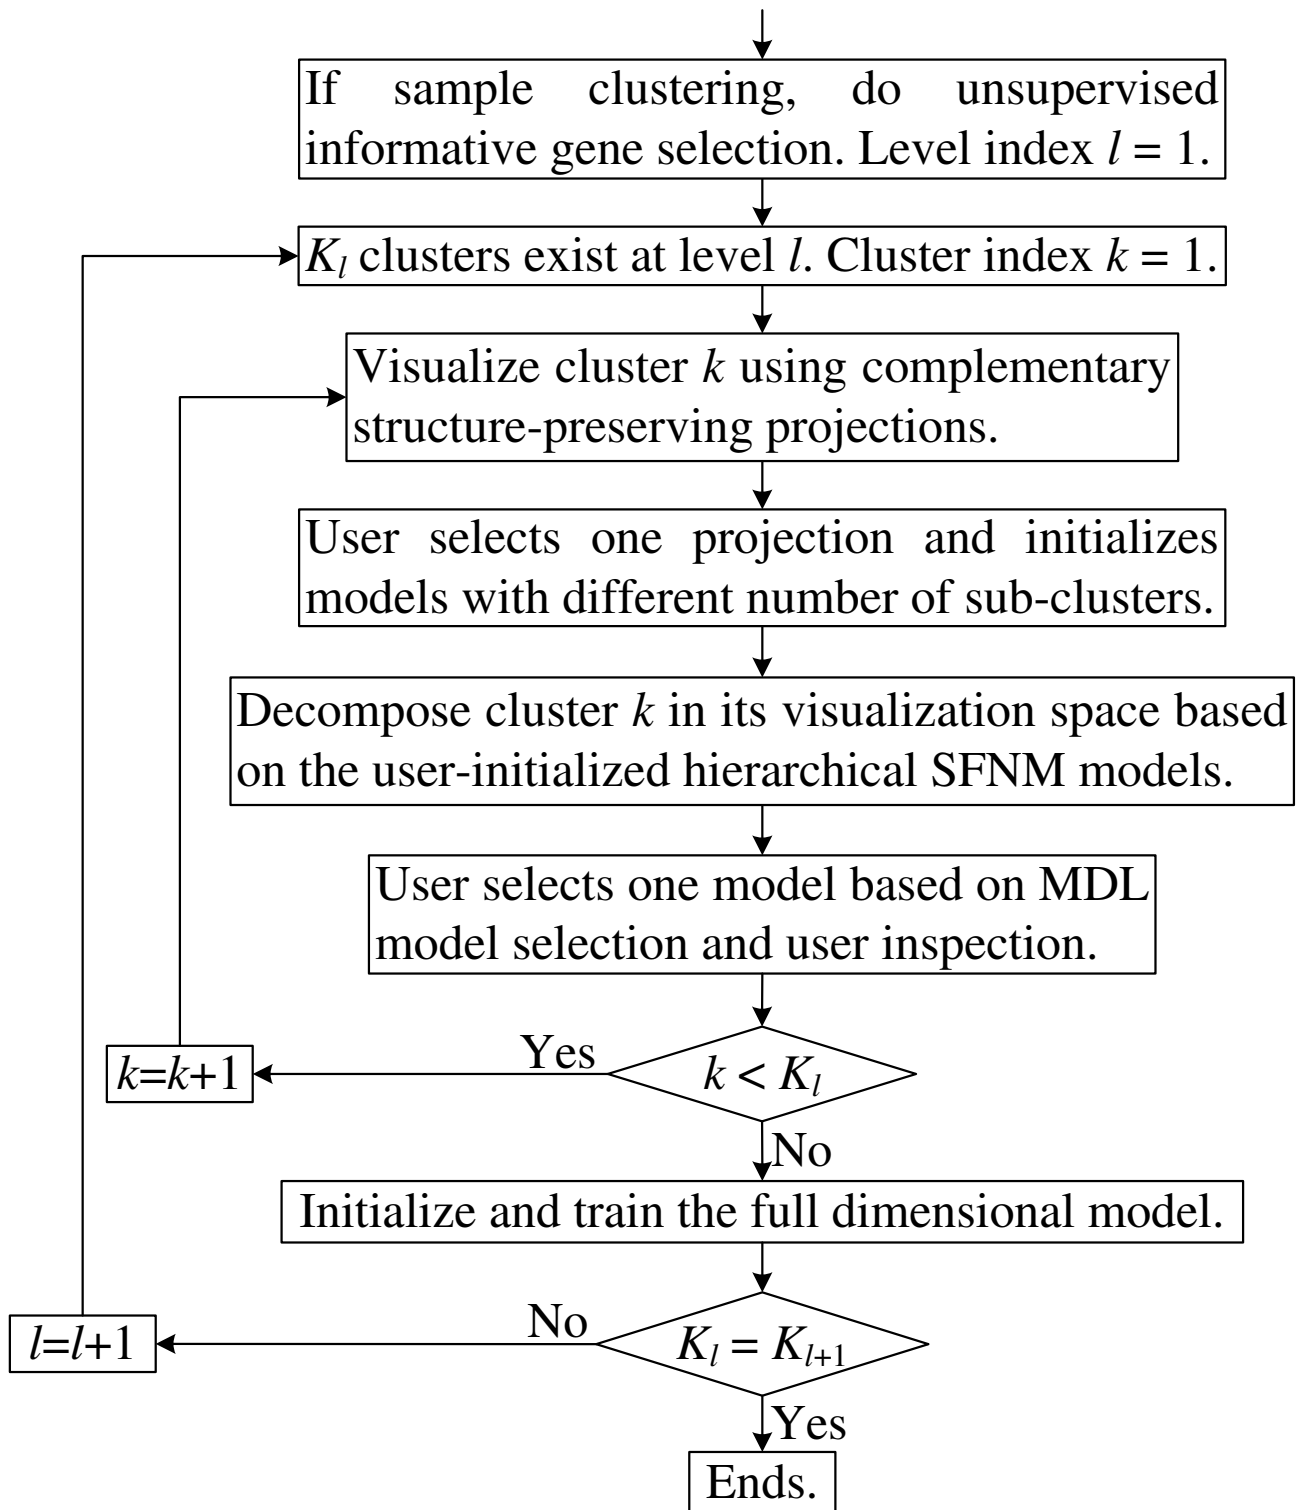 If sample clustering, do unsupervised
informative gene selection. Level index l = 1.
K_l clusters exist at level l. Cluster index k = 1.
Visualize cluster k using complementary
structure-preserving projections.
User selects one projection and initializes
models with different number of sub-clusters.
Decompose cluster k in its visualization space based
on the user-initialized hierarchical SFNM models.
User selects one model based on MDL
model selection and user inspection.
Yes
k=k+1
k < K_l
No
Initialize and train the full dimensional model.
No
l=l+1
K_l = K_{l+1}
Yes
Ends.